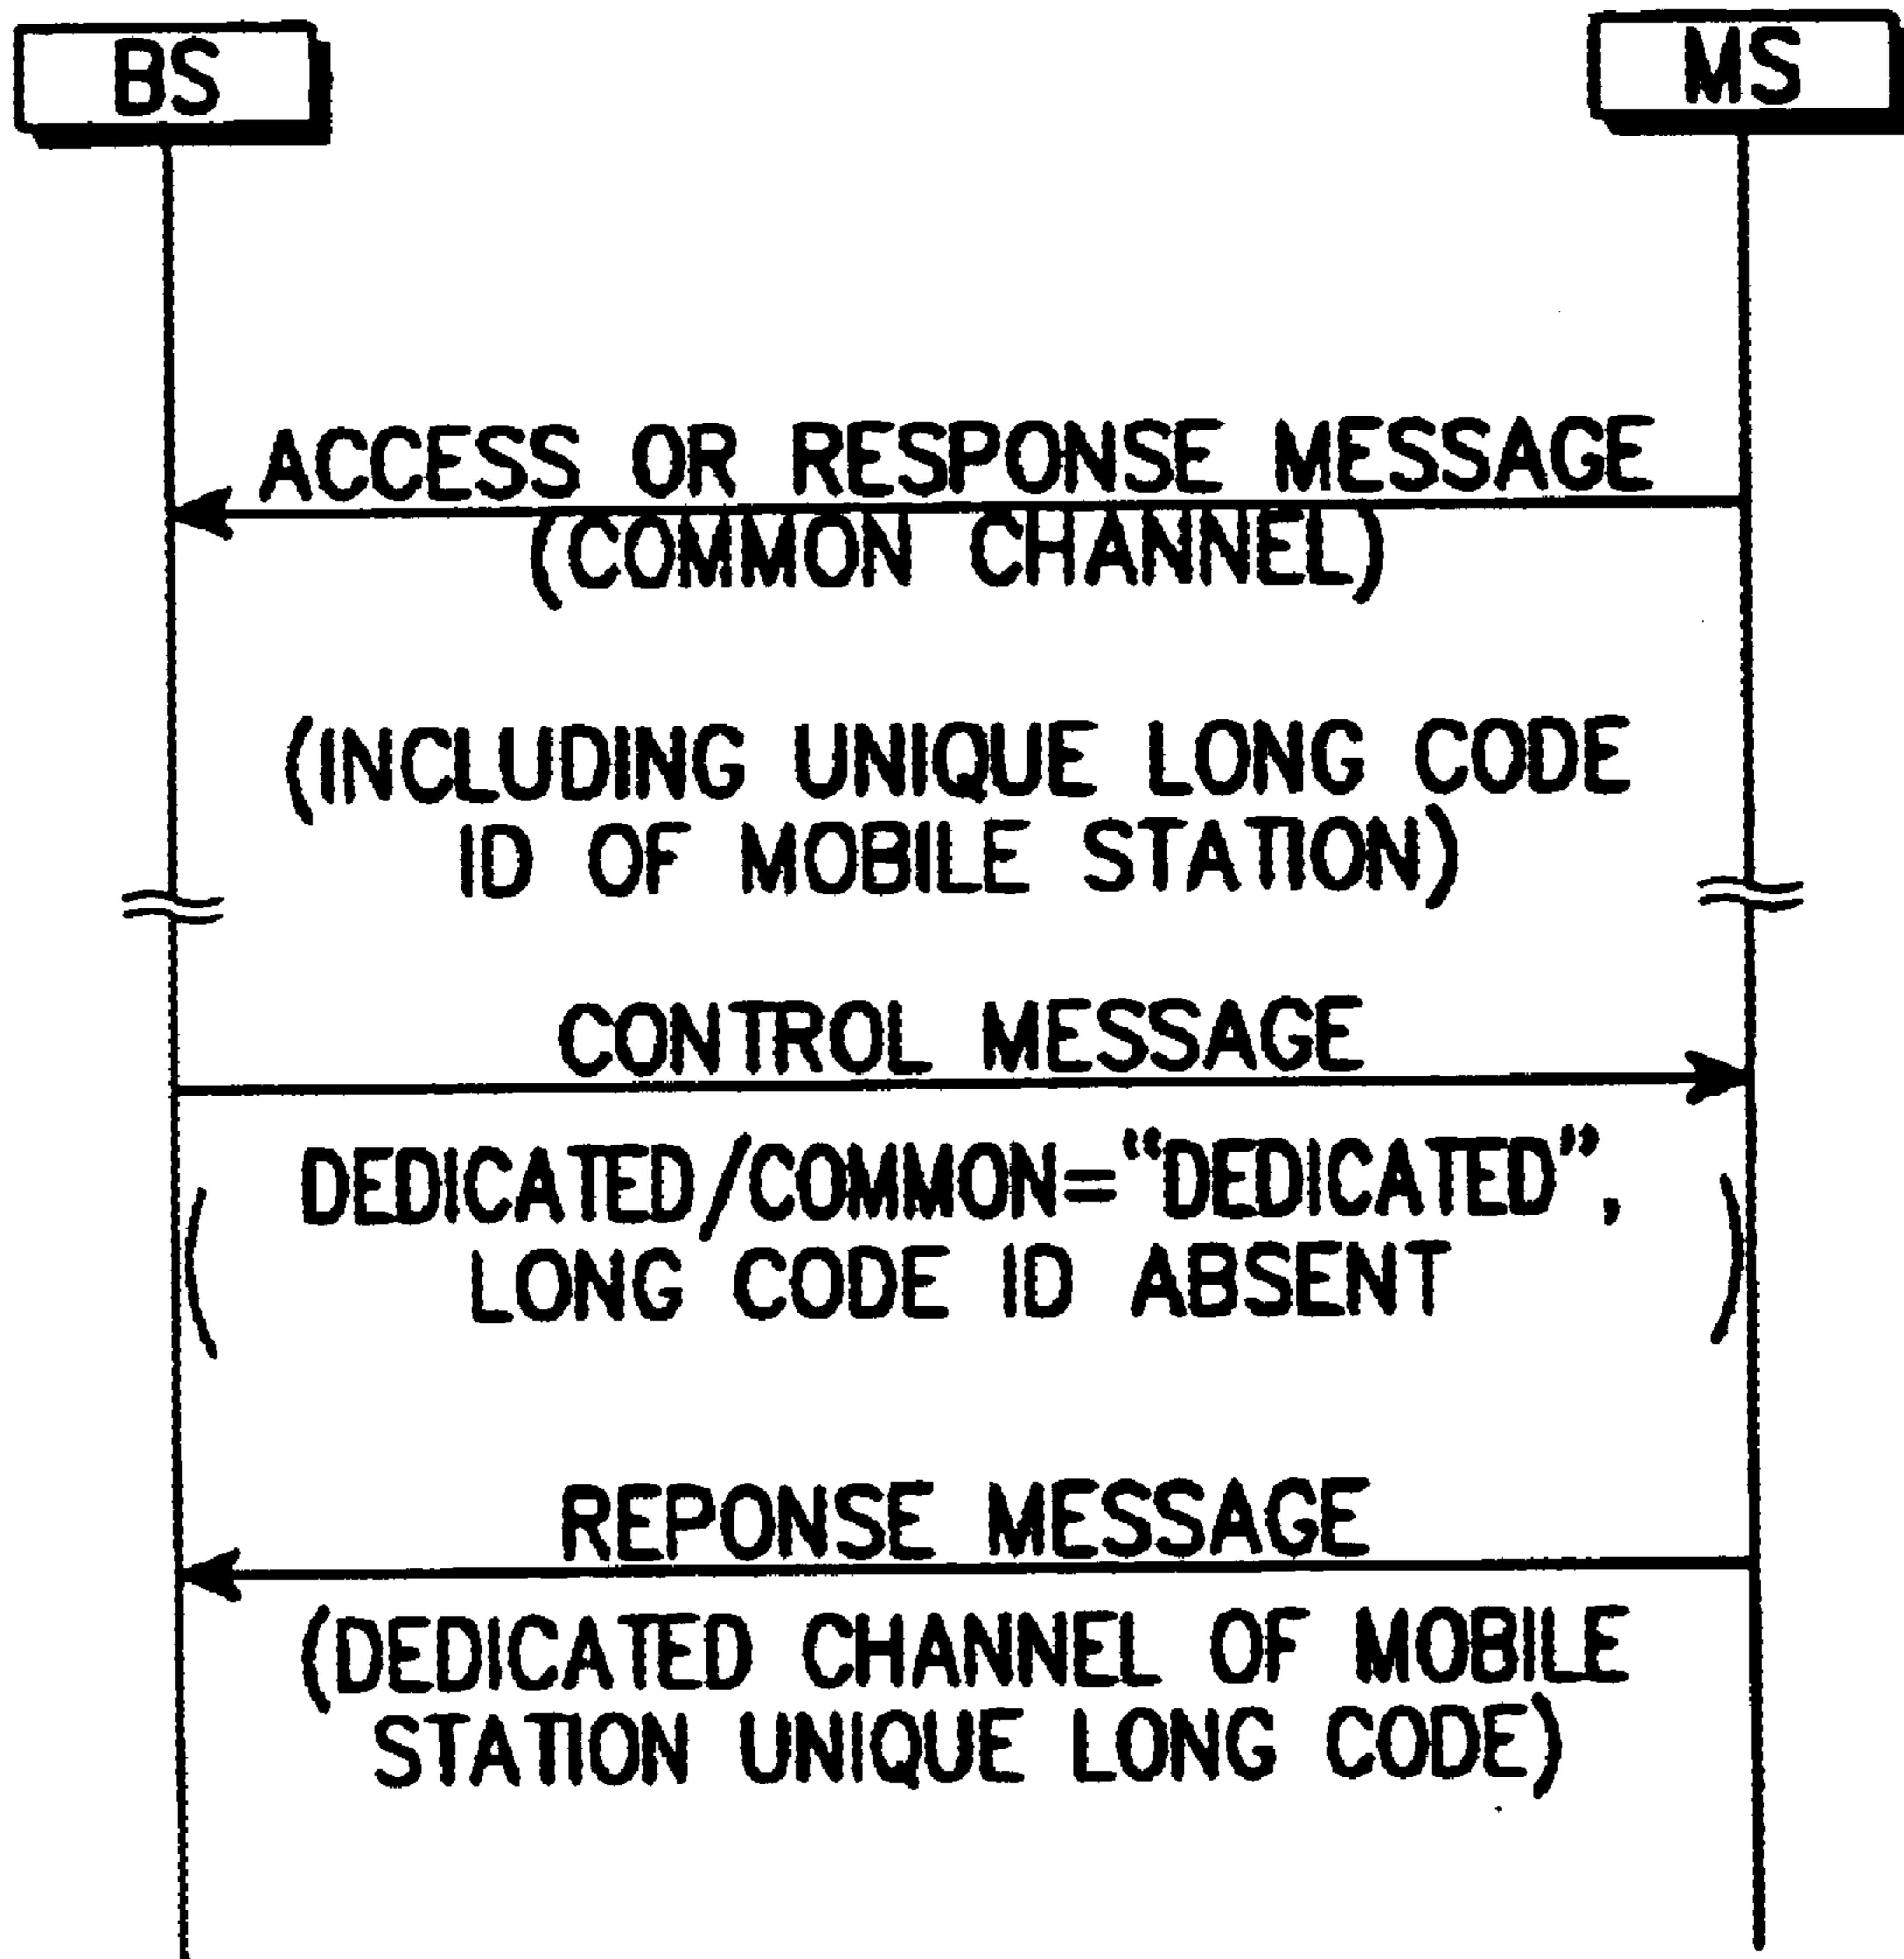 BS
MS
ACCESS OR RESPONSE MESSAGE
(COMMON CHANNEL)
(INCLUDING UNIQUE LONG CODE
ID OF MOBILE STATION)
CONTROL MESSAGE
(DEDICATED/COMMON="DEDICATED",
LONG CODE ID ABSENT)
REPONSE MESSAGE
(DEDICATED CHANNEL OF MOBILE
STATION UNIQUE LONG CODE)